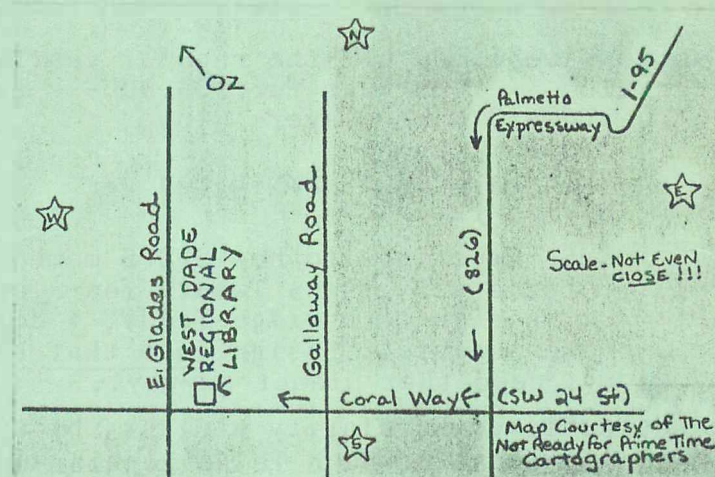 N
OZ
I-95
Palmetto
Expressway
W
E
E. Glades Road
WEST DADE
REGIONAL
LIBRARY
Galloway Road
(826)
Scale - Not Even
CLOSE !!!
Coral Way
(SW 24 St)
S
Map Courtesy of The
Not Ready for Prime Time
Cartographers